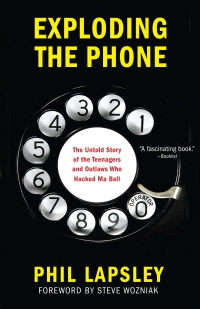 EXPLODING
THE PHONE
"A fascinating book."
—Booklist
1
2
3
4
5
6
7
8
9
OPERATOR
0
The Untold Story
of the Teenagers
and Outlaws Who
Hacked Ma Bell
PHIL LAPSLEY
FOREWORD BY STEVE WOZNIAK